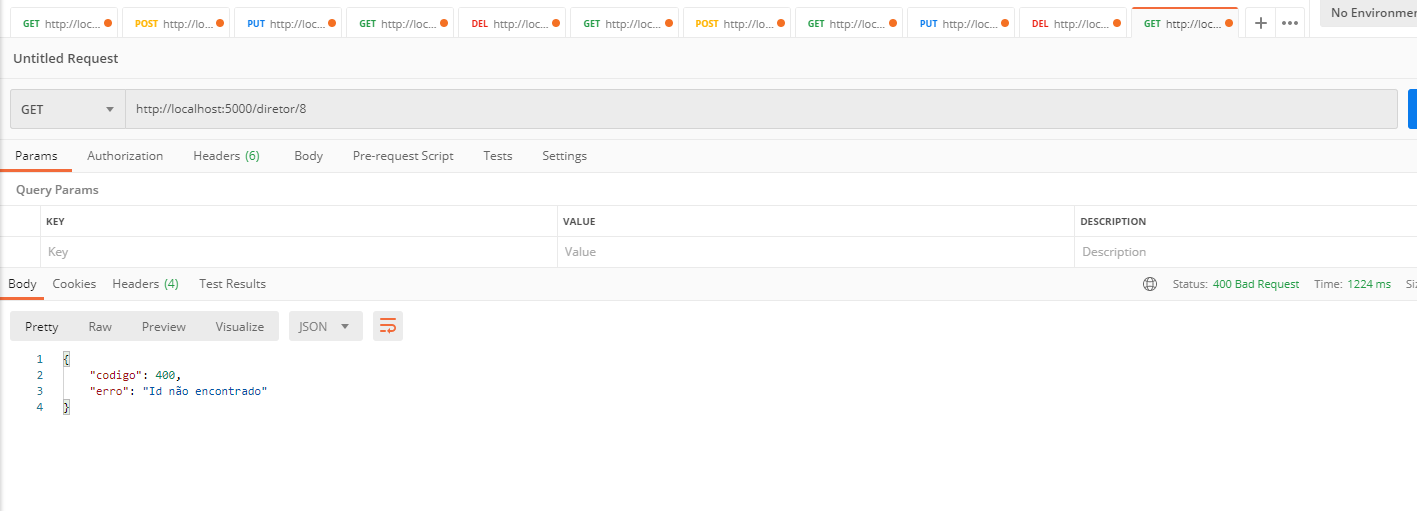 GET http://loc... POST http://lo... PUT http://loc... GET http://loc... DEL http://loc... GET http://loc... POST http://lo... GET http://loc... PUT http://loc... DEL http://loc... GET http://loc... + ••• No Environmen
Untitled Request
GET http://localhost:5000/diretor/8
Params Authorization Headers (6) Body Pre-request Script Tests Settings
Query Params
KEY VALUE DESCRIPTION
Key Value Description
Body Cookies Headers (4) Test Results Status: 400 Bad Request Time: 1224 ms Siz
Pretty Raw Preview Visualize JSON
1 {
2 "codigo": 400,
3 "erro": "Id não encontrado"
4 }